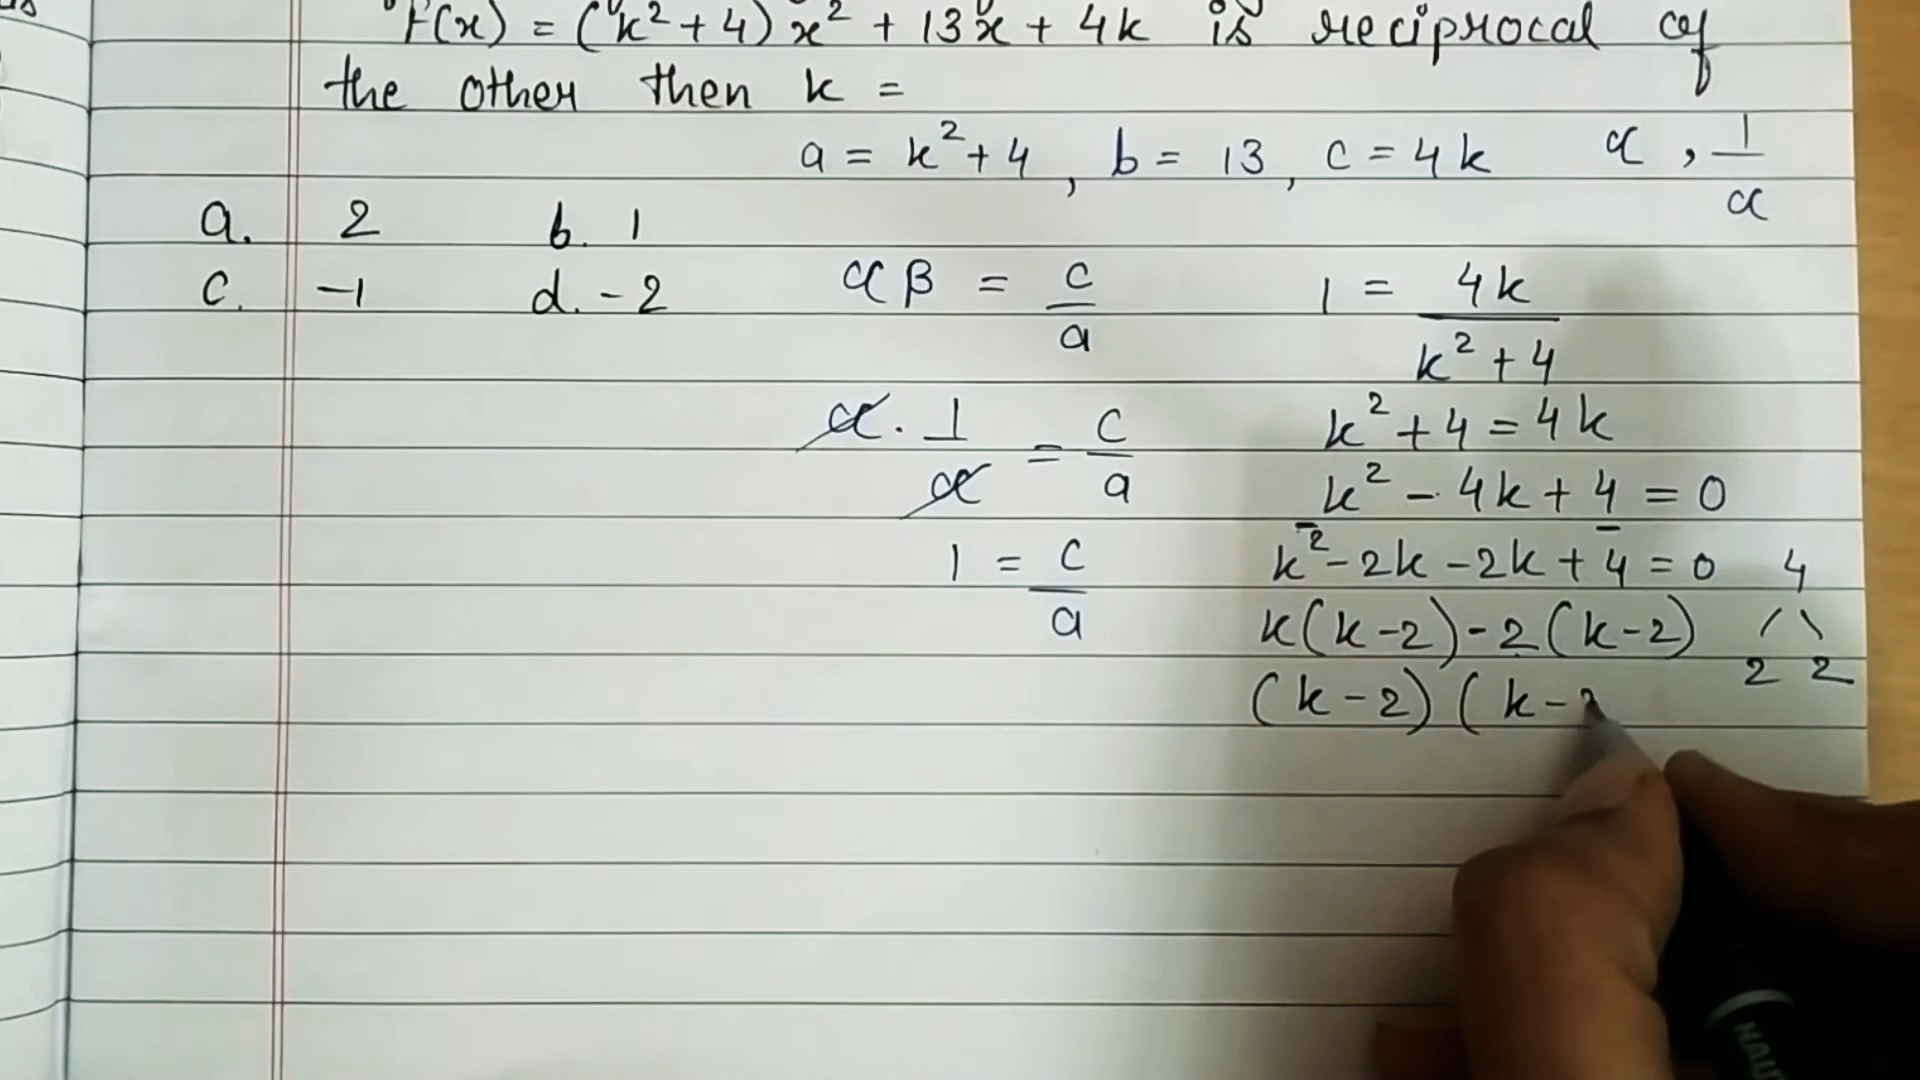 F(x) = (k² + 4) x² + 13x + 4k is reciprocal of
the other then k =
a = k² + 4 , b = 13 , c = 4k α , 1/α
a. 2 b. 1
c. -1 d. -2
αβ = c/a
α · 1/α = c/a
1 = c/a
1 = 4k/(k² + 4)
k² + 4 = 4k
k² - 4k + 4 = 0
k² - 2k - 2k + 4 = 0 4
k(k-2) - 2(k-2) 2 2
(k-2) (k-